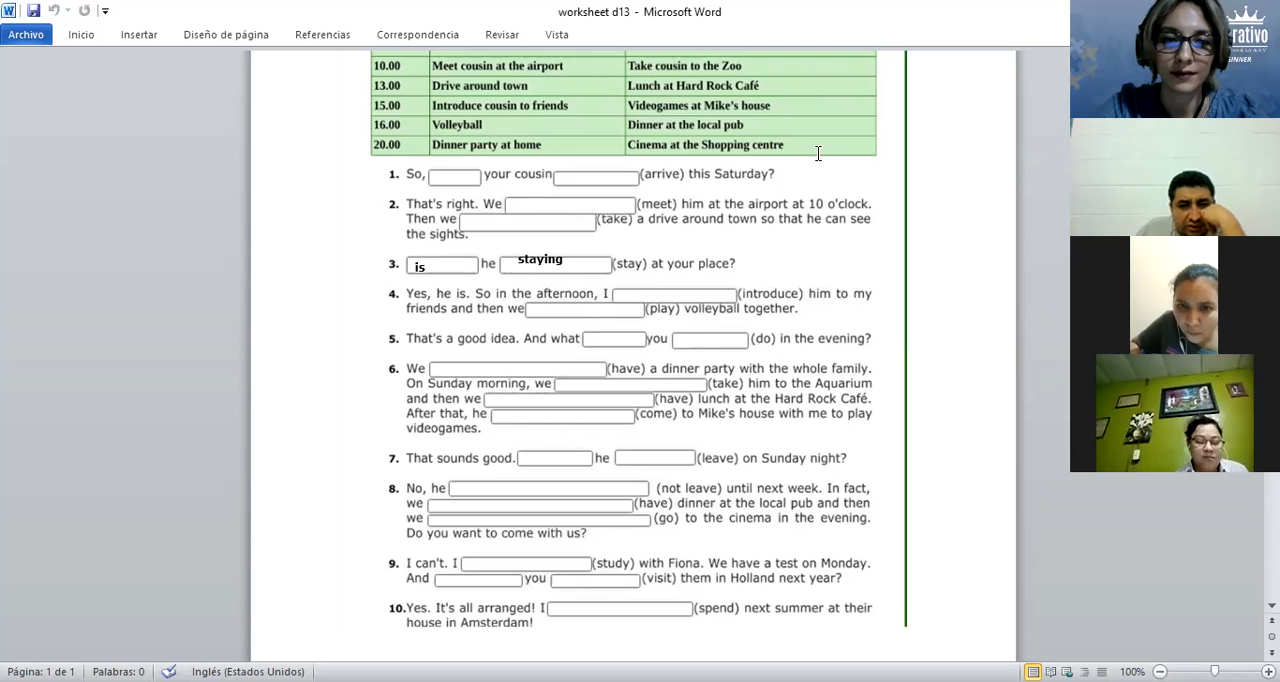 worksheet d13 - Microsoft Word
Archivo Inicio Insertar Diseño de página Referencias Correspondencia Revisar Vista
10.00 Meet cousin at the airport Take cousin to the Zoo
13.00 Drive around town Lunch at Hard Rock Café
15.00 Introduce cousin to friends Videogames at Mike's house
16.00 Volleyball Dinner at the local pub
20.00 Dinner party at home Cinema at the Shopping centre
1. So, your cousin (arrive) this Saturday?
2. That's right. We (meet) him at the airport at 10 o'clock.
Then we (take) a drive around town so that he can see
the sights.
3. is he staying (stay) at your place?
4. Yes, he is. So in the afternoon, I (introduce) him to my
friends and then we (play) volleyball together.
5. That's a good idea. And what you (do) in the evening?
6. We (have) a dinner party with the whole family.
On Sunday morning, we (take) him to the Aquarium
and then we (have) lunch at the Hard Rock Café.
After that, he (come) to Mike's house with me to play
videogames.
7. That sounds good. he (leave) on Sunday night?
8. No, he (not leave) until next week. In fact,
we (have) dinner at the local pub and then
we (go) to the cinema in the evening.
Do you want to come with us?
9. I can't. I (study) with Fiona. We have a test on Monday.
And you (visit) them in Holland next year?
10. Yes. It's all arranged! I (spend) next summer at their
house in Amsterdam!
Página: 1 de 1 Palabras: 0 Inglés (Estados Unidos) 100%